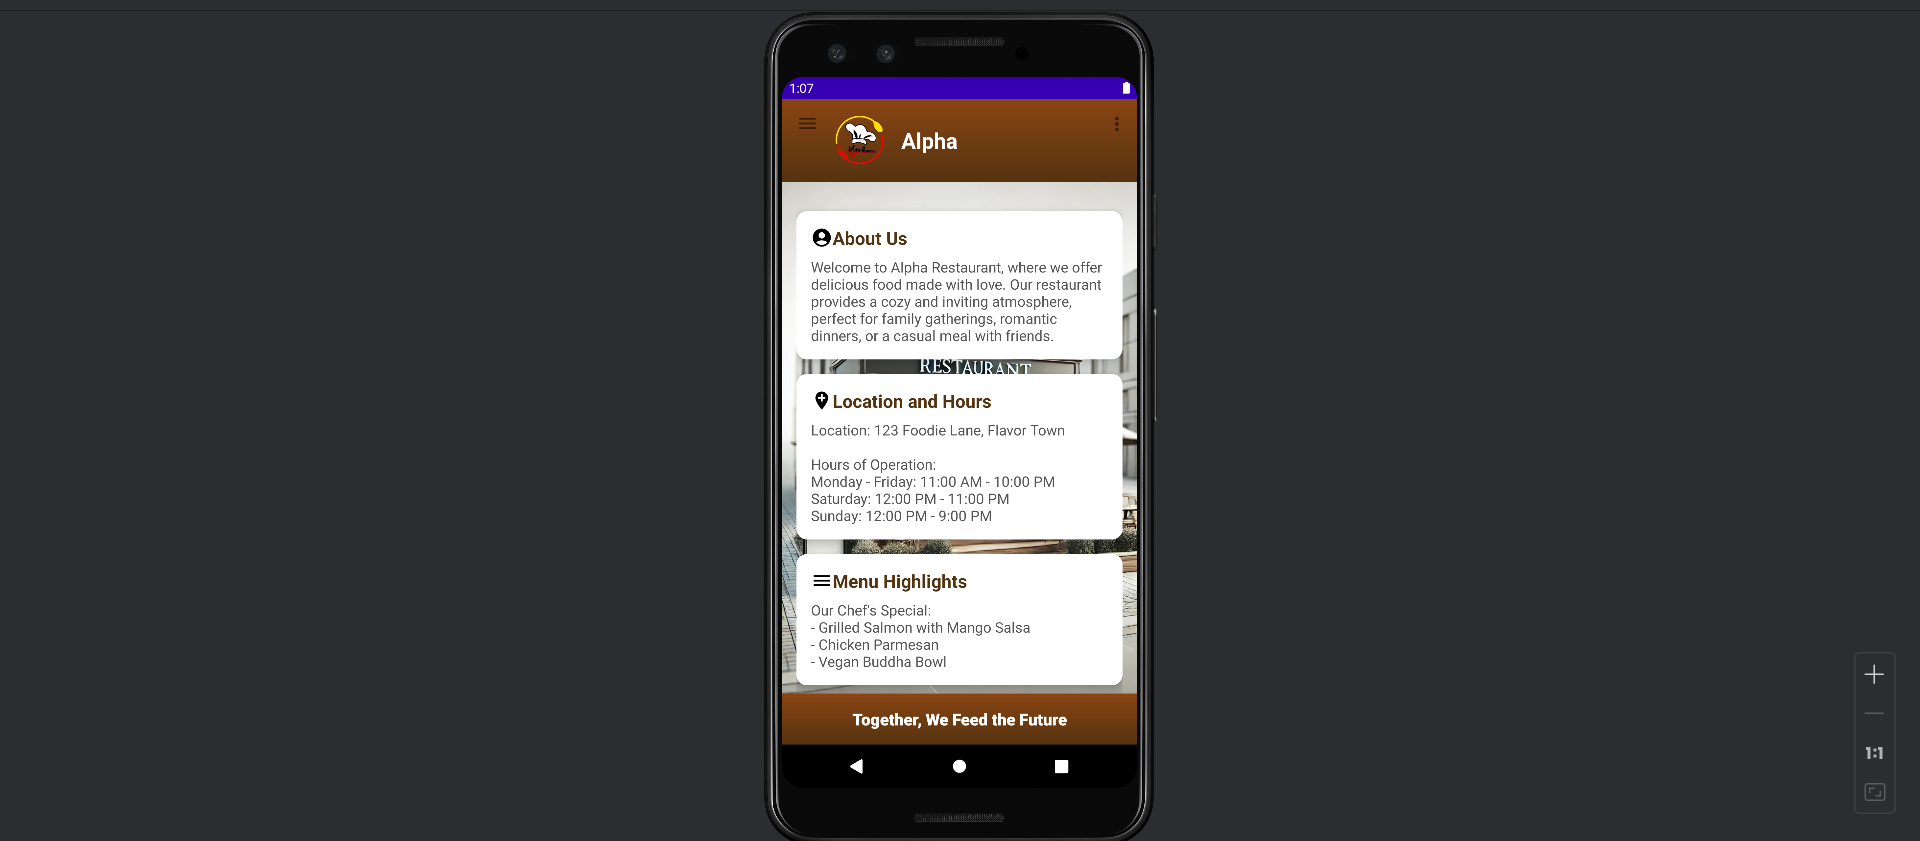 1:07
Alpha
About Us
Welcome to Alpha Restaurant, where we offer
delicious food made with love. Our restaurant
provides a cozy and inviting atmosphere,
perfect for family gatherings, romantic
dinners, or a casual meal with friends.
RESTAURANT
Location and Hours
Location: 123 Foodie Lane, Flavor Town
Hours of Operation:
Monday - Friday: 11:00 AM - 10:00 PM
Saturday: 12:00 PM - 11:00 PM
Sunday: 12:00 PM - 9:00 PM
Menu Highlights
Our Chef's Special:
- Grilled Salmon with Mango Salsa
- Chicken Parmesan
- Vegan Buddha Bowl
Together, We Feed the Future
1:1